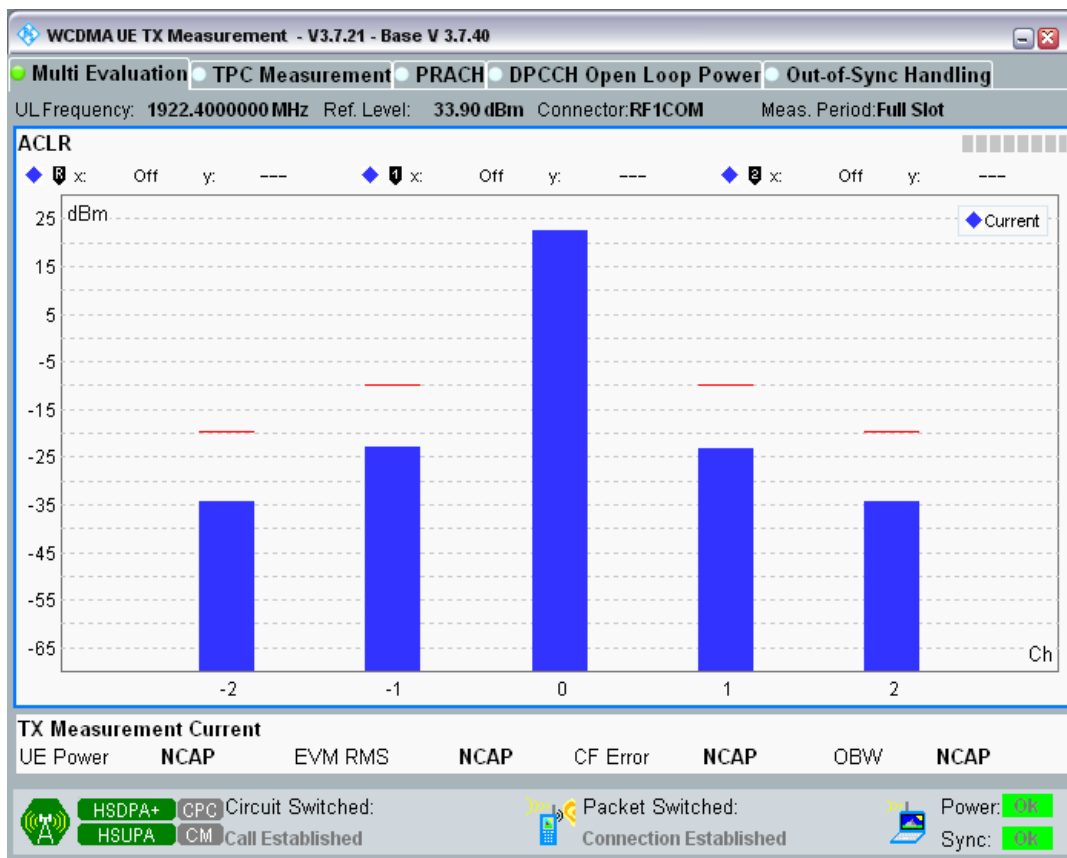 WCDMA UE TX Measurement - V3.7.21 - Base V 3.7.40
Multi Evaluation TPC Measurement PRACH DPCCH Open Loop Power Out-of-Sync Handling
UL Frequency: 1922.4000000 MHz Ref. Level: 33.90 dBm Connector:RF1COM Meas. Period:Full Slot
ACLR
R x: Off y: --- 1 x: Off y: --- 2 x: Off y: ---
dBm
Current
25
15
5
-5
-15
-25
-35
-45
-55
-65
Ch
-2 -1 0 1 2
TX Measurement Current
UE Power NCAP EVM RMS NCAP CF Error NCAP OBW NCAP
HSDPA+ CPC Circuit Switched: Packet Switched: Power: Ok
HSUPA CM Call Established Connection Established Sync: Ok